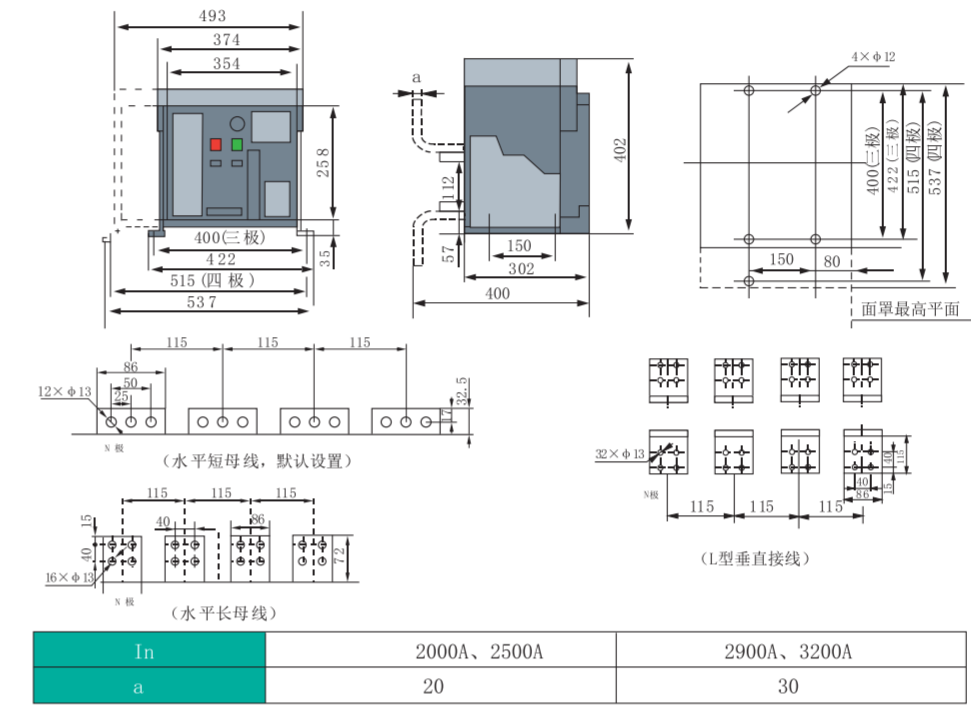 493
374
354
258
35
400(三极)
422
515(四极)
537
a
112
57
402
150
302
400
4×φ12
400(三极)
422(三极)
515(四极)
537(四极)
150
80
面罩最高平面
115
115
115
86
50
25
12×φ13
32.5
17
N 极
(水平短母线，默认设置)
115
115
115
15
40
40
86
72
16×φ13
N 极
(水平长母线)
32×φ13
N极
40
115
40
15
86
115
115
115
(L型垂直接线)
In 2000A、2500A 2900A、3200A
a 20 30